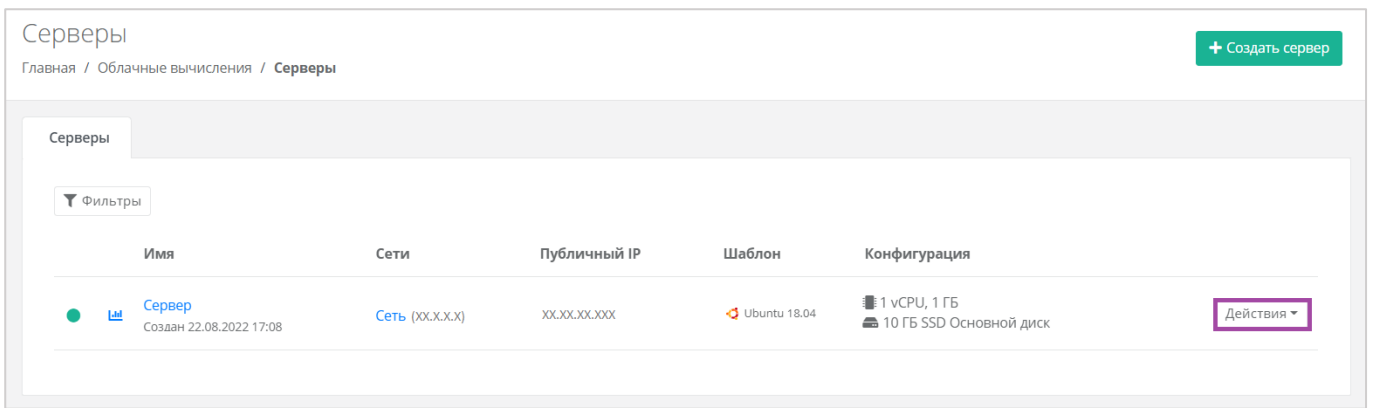 Серверы
Главная / Облачные вычисления / Серверы
+ Создать сервер
Серверы
Фильтры
Имя Сети Публичный IP Шаблон Конфигурация
Сервер
Создан 22.08.2022 17:08
Сеть (XX.X.X.X)
XX.XX.XX.XXX
Ubuntu 18.04
1 vCPU, 1 ГБ
10 ГБ SSD Основной диск
Действия